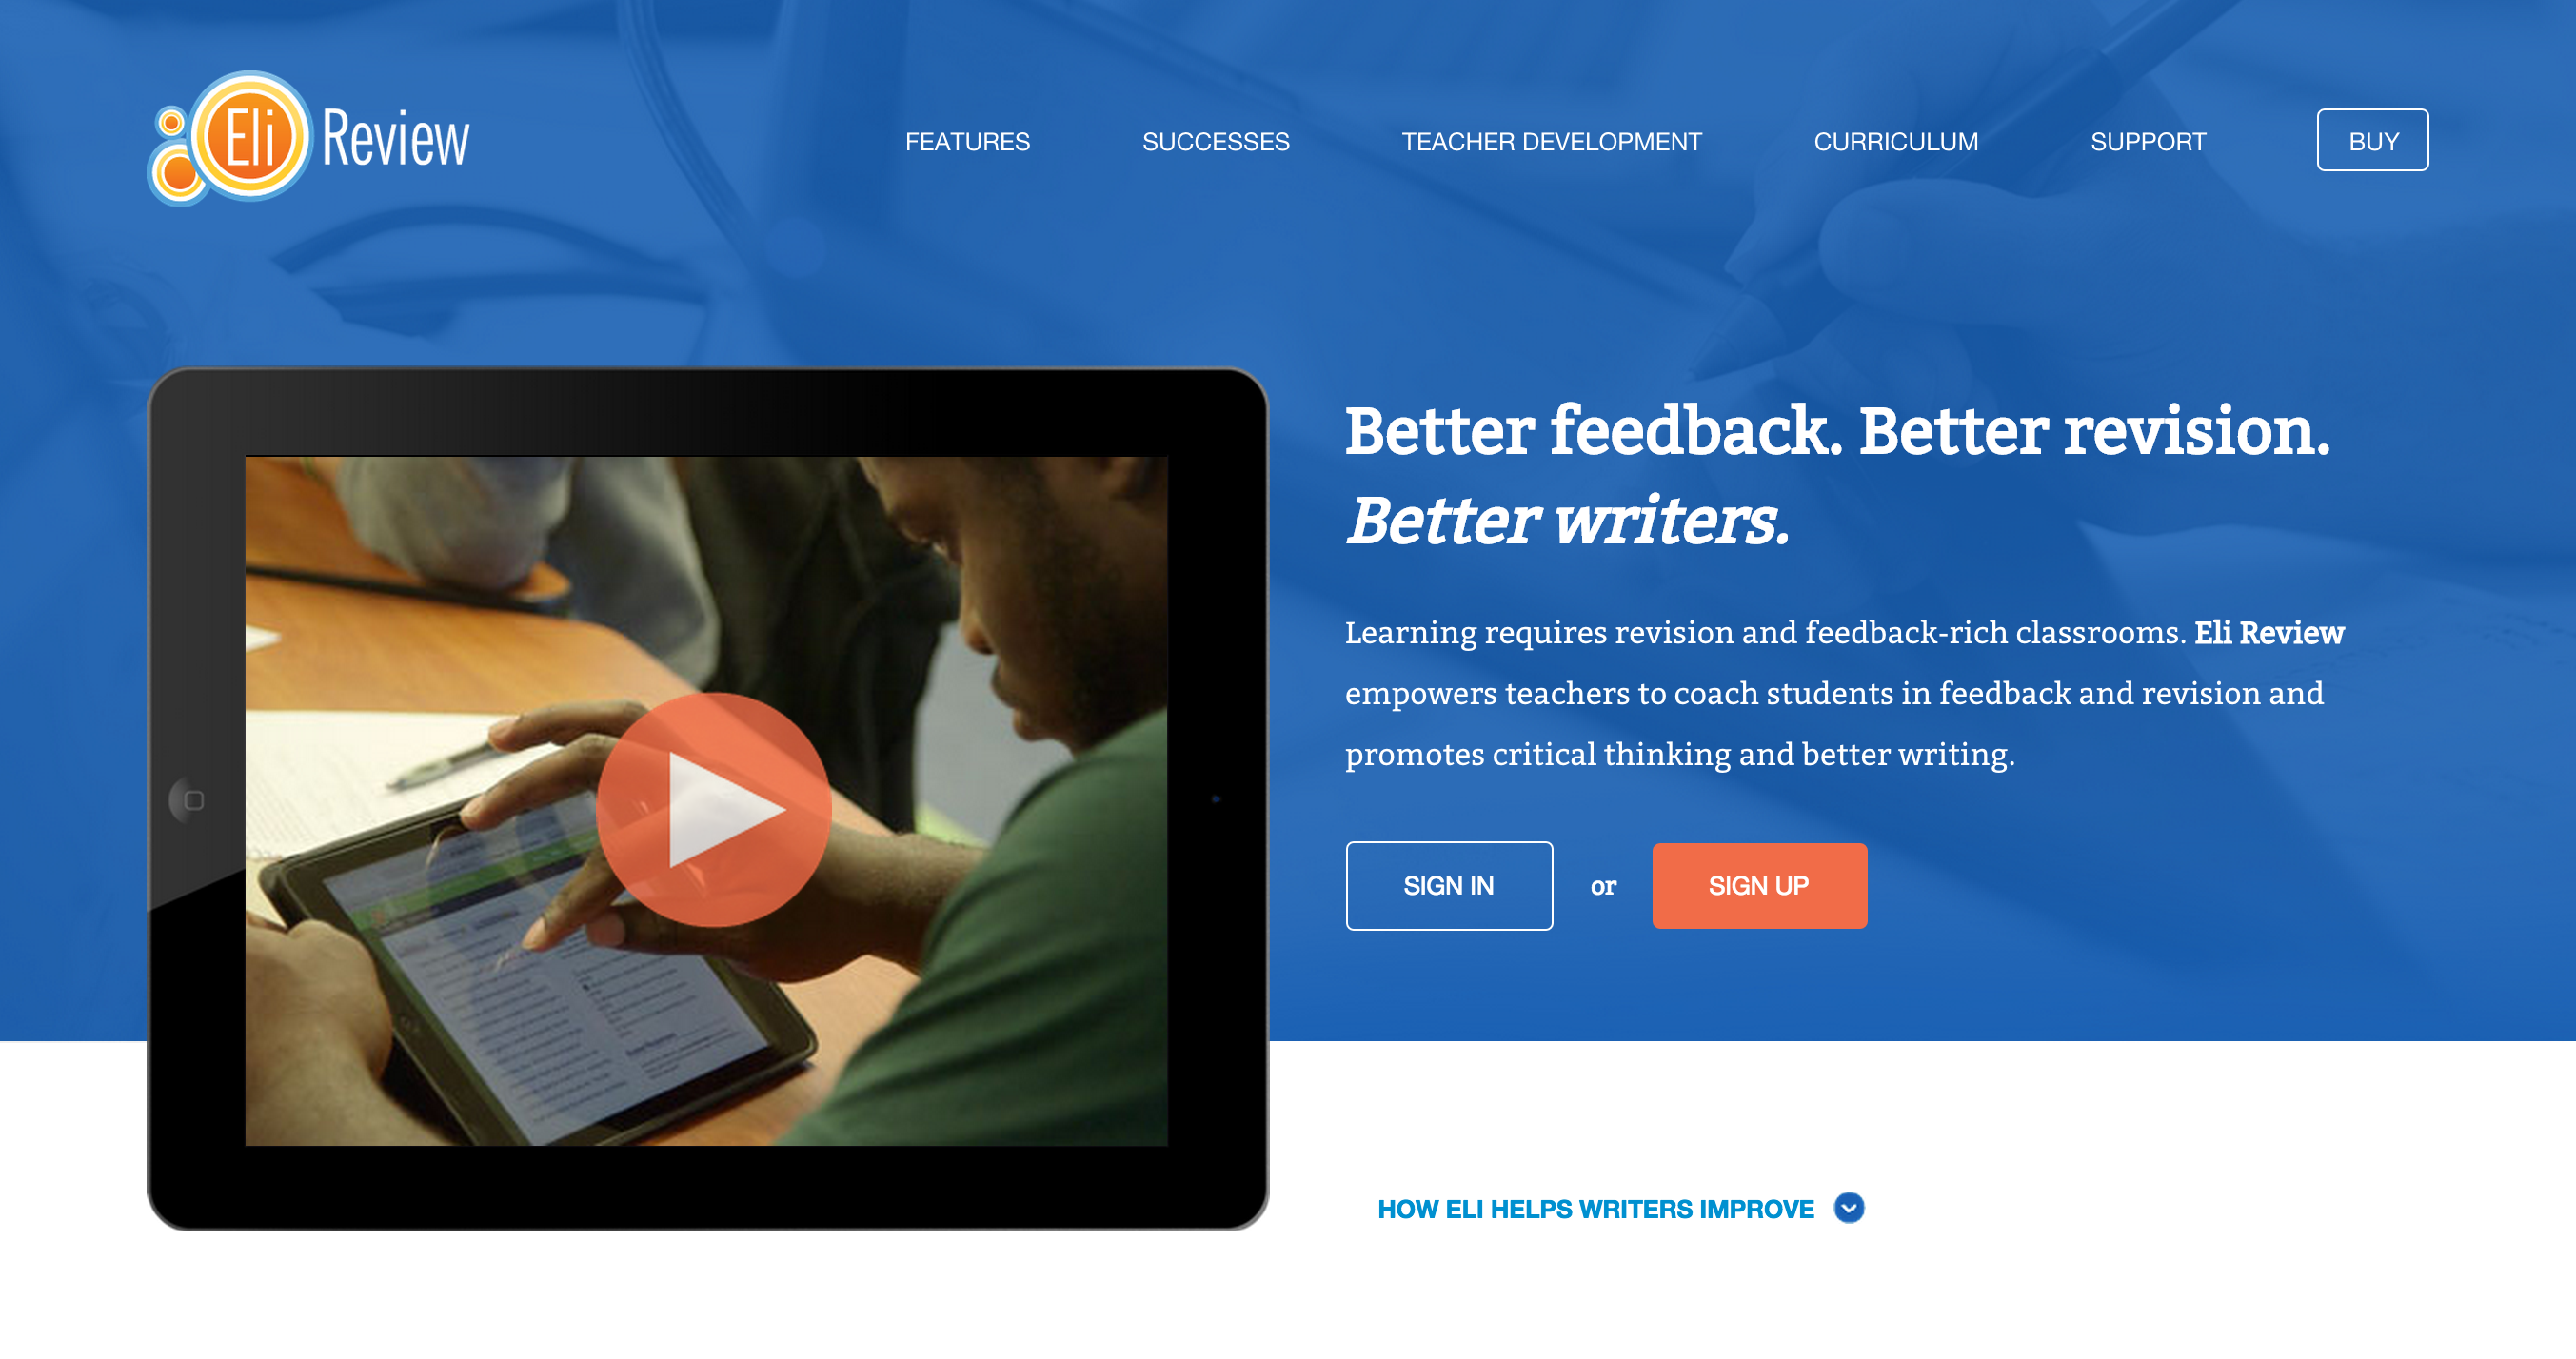 Eli Review
FEATURES
SUCCESSES
TEACHER DEVELOPMENT
CURRICULUM
SUPPORT
BUY
Better feedback. Better revision.
Better writers.
Learning requires revision and feedback-rich classrooms. Eli Review
empowers teachers to coach students in feedback and revision and
promotes critical thinking and better writing.
SIGN IN
or
SIGN UP
HOW ELI HELPS WRITERS IMPROVE